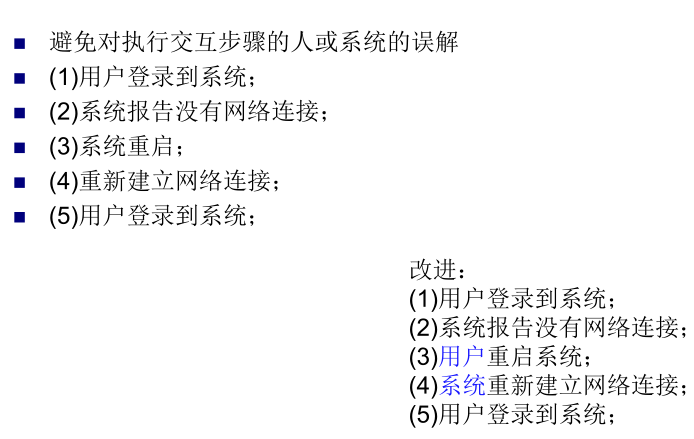 避免对执行交互步骤的人或系统的误解
(1)用户登录到系统；
(2)系统报告没有网络连接；
(3)系统重启；
(4)重新建立网络连接；
(5)用户登录到系统；
改进：
(1)用户登录到系统；
(2)系统报告没有网络连接；
(3)用户重启系统；
(4)系统重新建立网络连接；
(5)用户登录到系统；